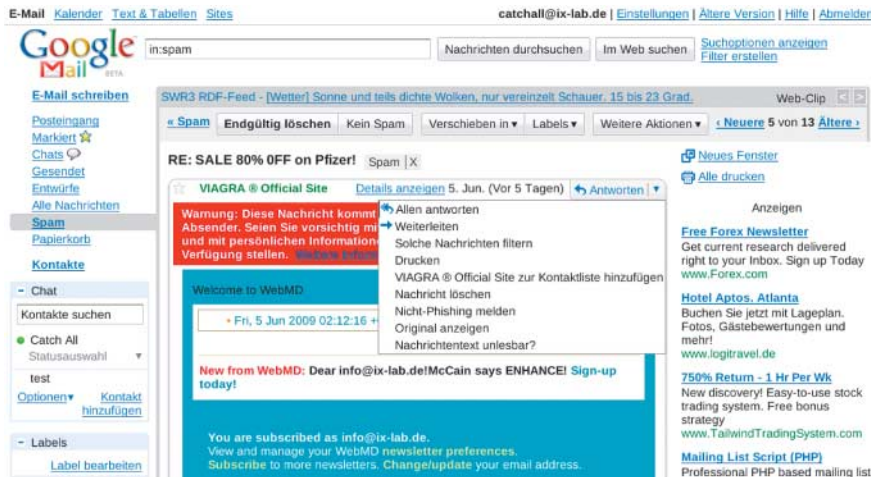 E-Mail Kalender Text & Tabellen Sites
catchall@ix-lab.de | Einstellungen | Ältere Version | Hilfe | Abmelden
Google Mail BETA
in:spam
Nachrichten durchsuchen
Im Web suchen
Suchoptionen anzeigen
Filter erstellen
E-Mail schreiben
Posteingang
Markiert
Chats
Gesendet
Entwürfe
Alle Nachrichten
Spam
Papierkorb
Kontakte
− Chat
Kontakte suchen
Catch All
Statusauswahl ▾
test
Optionen▾ Kontakt
hinzufügen
− Labels
Label bearbeiten
SWR3 RDF-Feed - [Wetter] Sonne und teils dichte Wolken, nur vereinzelt Schauer. 15 bis 23 Grad.
Web-Clip < >
« Spam Endgültig löschen Kein Spam Verschieben in ▾ Labels ▾ Weitere Aktionen ▾ ‹ Neuere 5 von 13 Ältere ›
RE: SALE 80% 0FF on Pfizer! Spam | X
VIAGRA ® Official Site Details anzeigen 5. Jun. (Vor 5 Tagen) Antworten ▾
Warnung: Diese Nachricht kommt
Absender. Seien Sie vorsichtig mi
und mit persönlichen Informatione
Verfügung stellen. Weitere Inform
Allen antworten
Weiterleiten
Solche Nachrichten filtern
Drucken
VIAGRA ® Official Site zur Kontaktliste hinzufügen
Nachricht löschen
Nicht-Phishing melden
Original anzeigen
Nachrichtentext unlesbar?
Welcome to WebMD
• Fri, 5 Jun 2009 02:12:16 +
New from WebMD: Dear info@ix-lab.de!McCain says ENHANCE! Sign-up
today!
You are subscribed as info@ix-lab.de.
View and manage your WebMD newsletter preferences.
Subscribe to more newsletters. Change/update your email address.
Neues Fenster
Alle drucken
Anzeigen
Free Forex Newsletter
Get current research delivered
right to your Inbox. Sign up Today
www.Forex.com
Hotel Aptos. Atlanta
Buchen Sie jetzt mit Lageplan.
Fotos, Gästebewertungen und
mehr!
www.logitravel.de
750% Return - 1 Hr Per Wk
New discovery! Easy-to-use stock
trading system. Free bonus
strategy
www.TailwindTradingSystem.com
Mailing List Script (PHP)
Professional PHP based mailing list